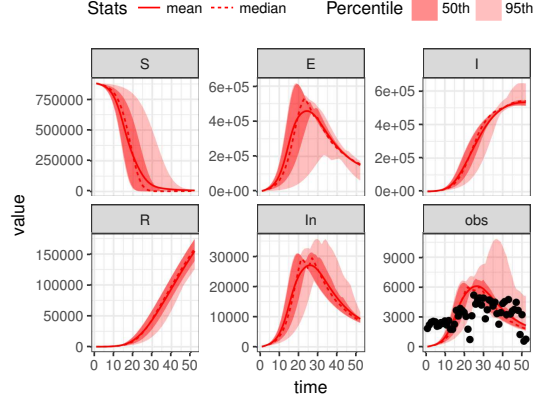 Stats mean median Percentile 50th 95th
S E I
750000 500000 250000 0
6e+05 4e+05 2e+05 0e+00
6e+05 4e+05 2e+05 0e+00
R In obs
150000 100000 50000 0
30000 20000 10000 0
9000 6000 3000 0
0 10 20 30 40 50 0 10 20 30 40 50 0 10 20 30 40 50
value
time